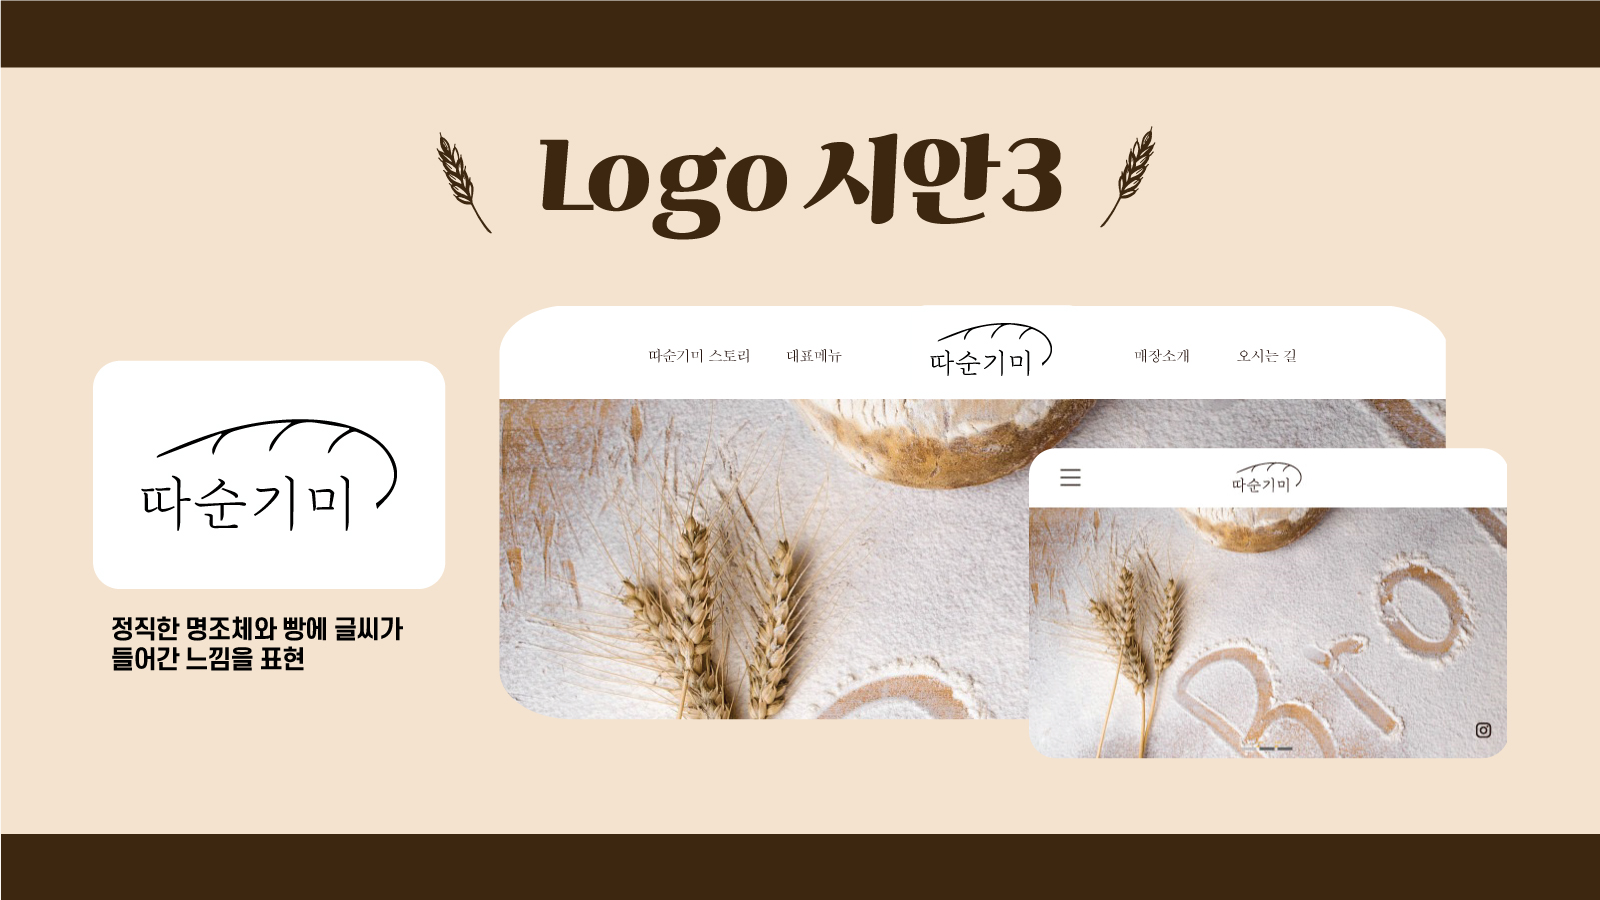 Logo 시안3
따순기미
정직한 명조체와 빵에 글씨가
들어간 느낌을 표현
따순기미 스토리 대표메뉴 따순기미 매장소개 오시는 길
따순기미
Bro